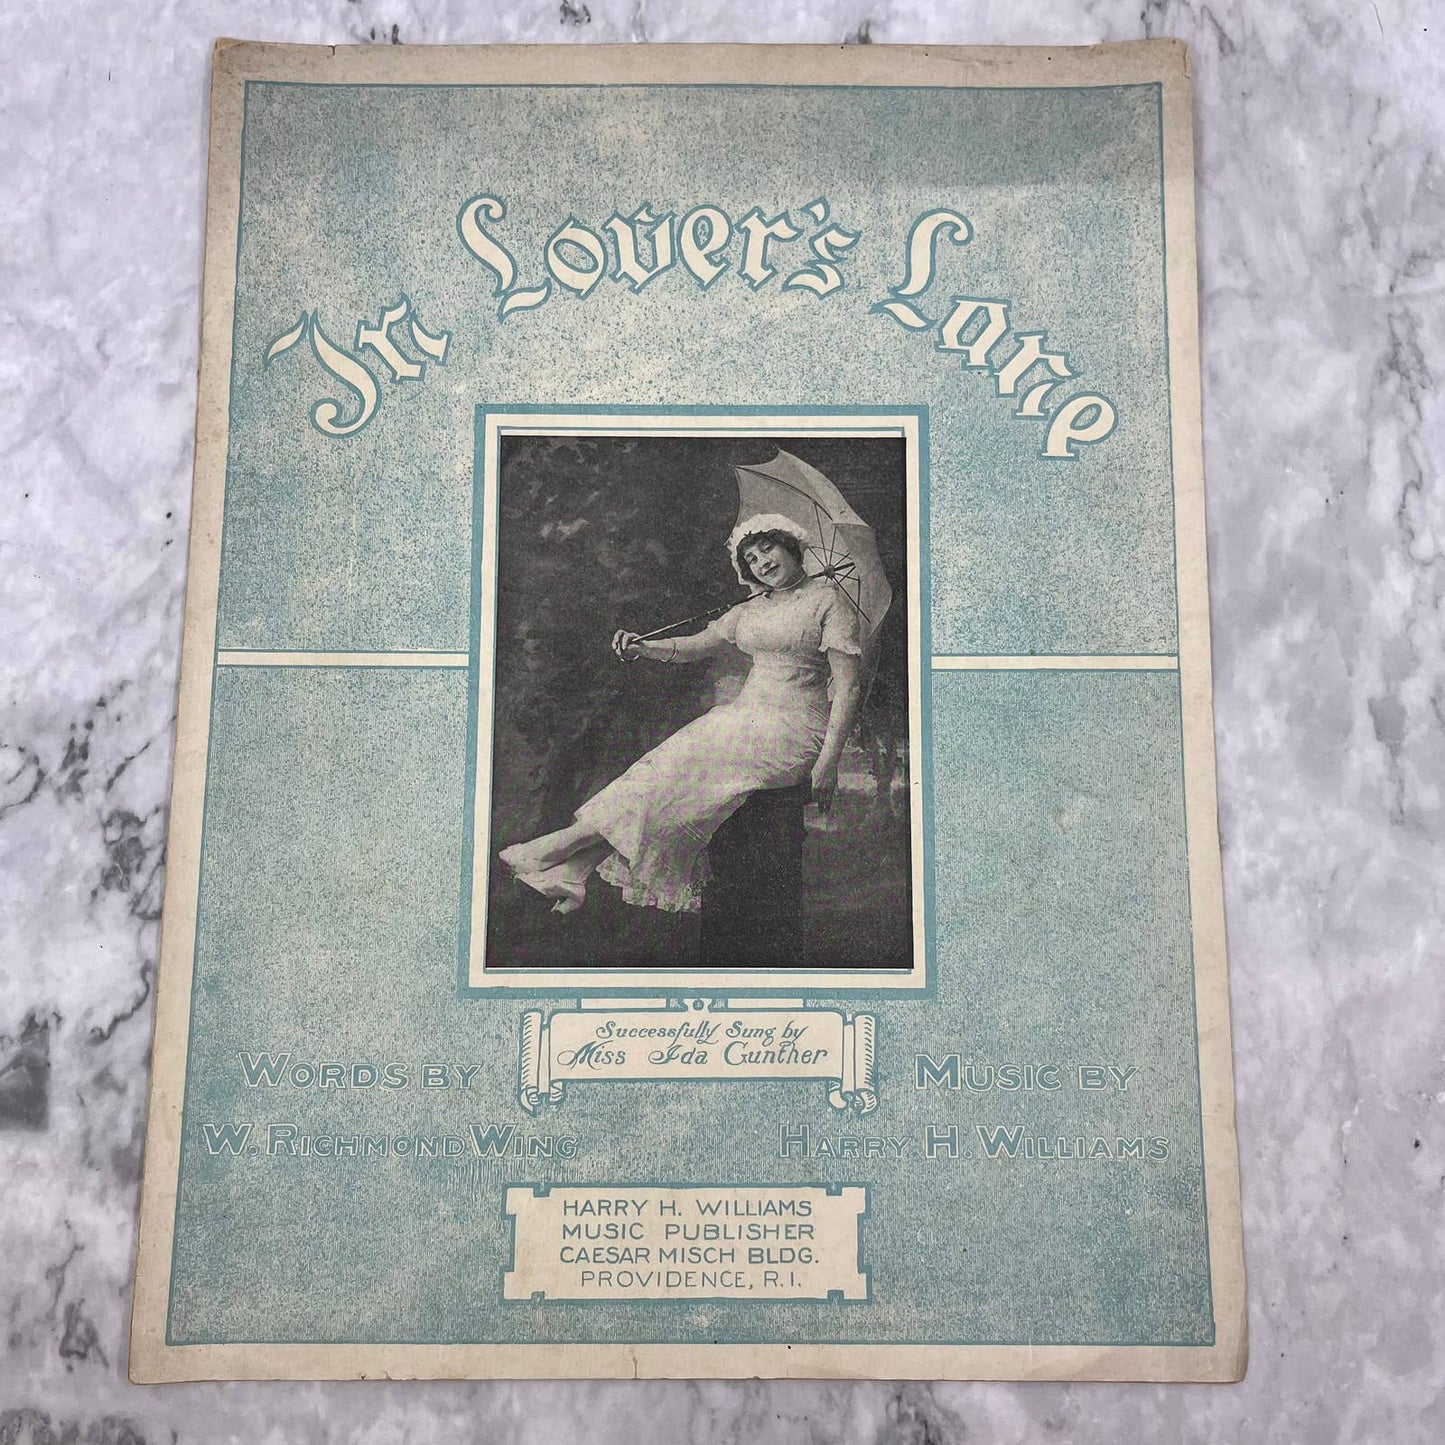 In Lover's Lane
Successfully Sung by
Miss Ida Gunther
WORDS BY
W. RICHMOND WING
MUSIC BY
HARRY H. WILLIAMS
HARRY H. WILLIAMS
MUSIC PUBLISHER
CAESAR MISCH BLDG.
PROVIDENCE, R.I.